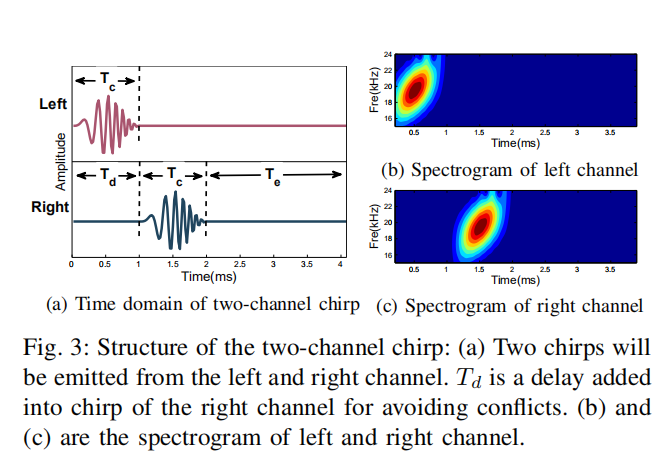 Left
Right
Amplitude
T_c
T_d
T_c
T_e
0 0.5 1 1.5 2 2.5 3 3.5 4
Time(ms)
(a) Time domain of two-channel chirp
Fre(kHz)
24
22
20
18
16
0.5 1 1.5 2 2.5 3 3.5
Time(ms)
(b) Spectrogram of left channel
Fre(kHz)
24
22
20
18
16
0.5 1 1.5 2 2.5 3 3.5
Time(ms)
(c) Spectrogram of right channel
Fig. 3: Structure of the two-channel chirp: (a) Two chirps will
be emitted from the left and right channel. T_d is a delay added
into chirp of the right channel for avoiding conflicts. (b) and
(c) are the spectrogram of left and right channel.